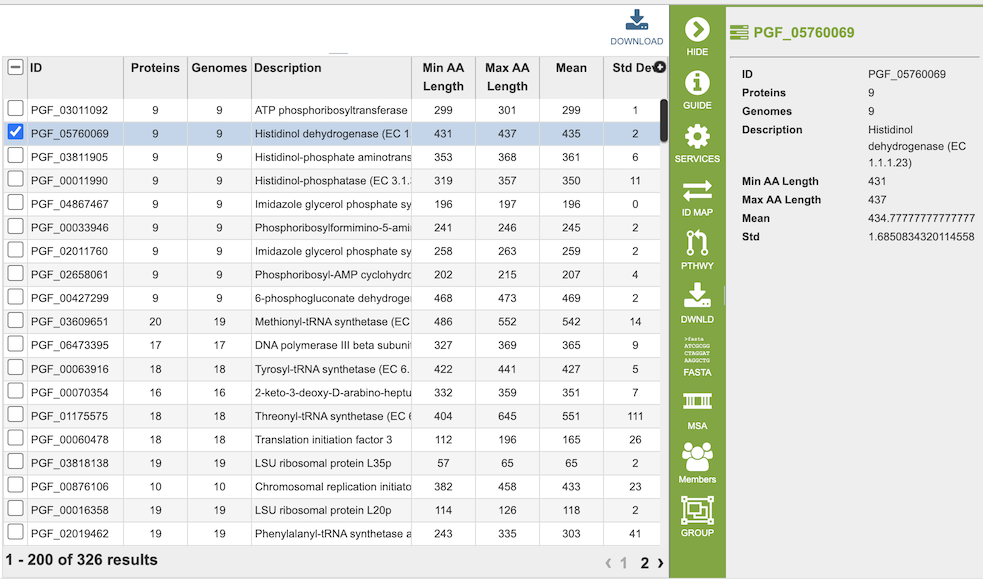 DOWNLOAD
ID Proteins Genomes Description Min AA Length Max AA Length Mean Std Dev
PGF_03011092 9 9 ATP phosphoribosyltransferase 299 301 299 1
PGF_05760069 9 9 Histidinol dehydrogenase (EC 1 431 437 435 2
PGF_03811905 9 9 Histidinol-phosphate aminotrans 353 368 361 6
PGF_00011990 9 9 Histidinol-phosphatase (EC 3.1. 319 357 350 11
PGF_04867467 9 9 Imidazole glycerol phosphate sy 196 197 196 0
PGF_00033946 9 9 Phosphoribosylformimino-5-ami 241 246 245 2
PGF_02011760 9 9 Imidazole glycerol phosphate sy 258 263 259 2
PGF_02658061 9 9 Phosphoribosyl-AMP cyclohydro 202 215 207 4
PGF_00427299 9 9 6-phosphogluconate dehydroge 468 473 469 2
PGF_03609651 20 19 Methionyl-tRNA synthetase (EC 486 552 542 14
PGF_06473395 17 17 DNA polymerase III beta subuni 327 369 365 9
PGF_00063916 18 18 Tyrosyl-tRNA synthetase (EC 6. 422 441 427 5
PGF_00070354 16 16 2-keto-3-deoxy-D-arabino-heptu 332 359 351 7
PGF_01175575 18 18 Threonyl-tRNA synthetase (EC 6 404 645 551 111
PGF_00060478 18 18 Translation initiation factor 3 112 196 165 26
PGF_03818138 19 19 LSU ribosomal protein L35p 57 65 65 2
PGF_00876106 10 10 Chromosomal replication initiato 382 458 433 23
PGF_00016358 19 19 LSU ribosomal protein L20p 114 126 118 2
PGF_02019462 19 19 Phenylalanyl-tRNA synthetase a 243 335 303 41
1 - 200 of 326 results
1 2
HIDE
GUIDE
SERVICES
ID MAP
PTHWY
DWNLD
>fasta
ATCGCGG
CTAGGAT
AAGGCTG
FASTA
MSA
Members
GROUP
PGF_05760069
ID PGF_05760069
Proteins 9
Genomes 9
Description Histidinol
dehydrogenase (EC
1.1.1.23)
Min AA Length 431
Max AA Length 437
Mean 434.77777777777777
Std 1.6850834320114558